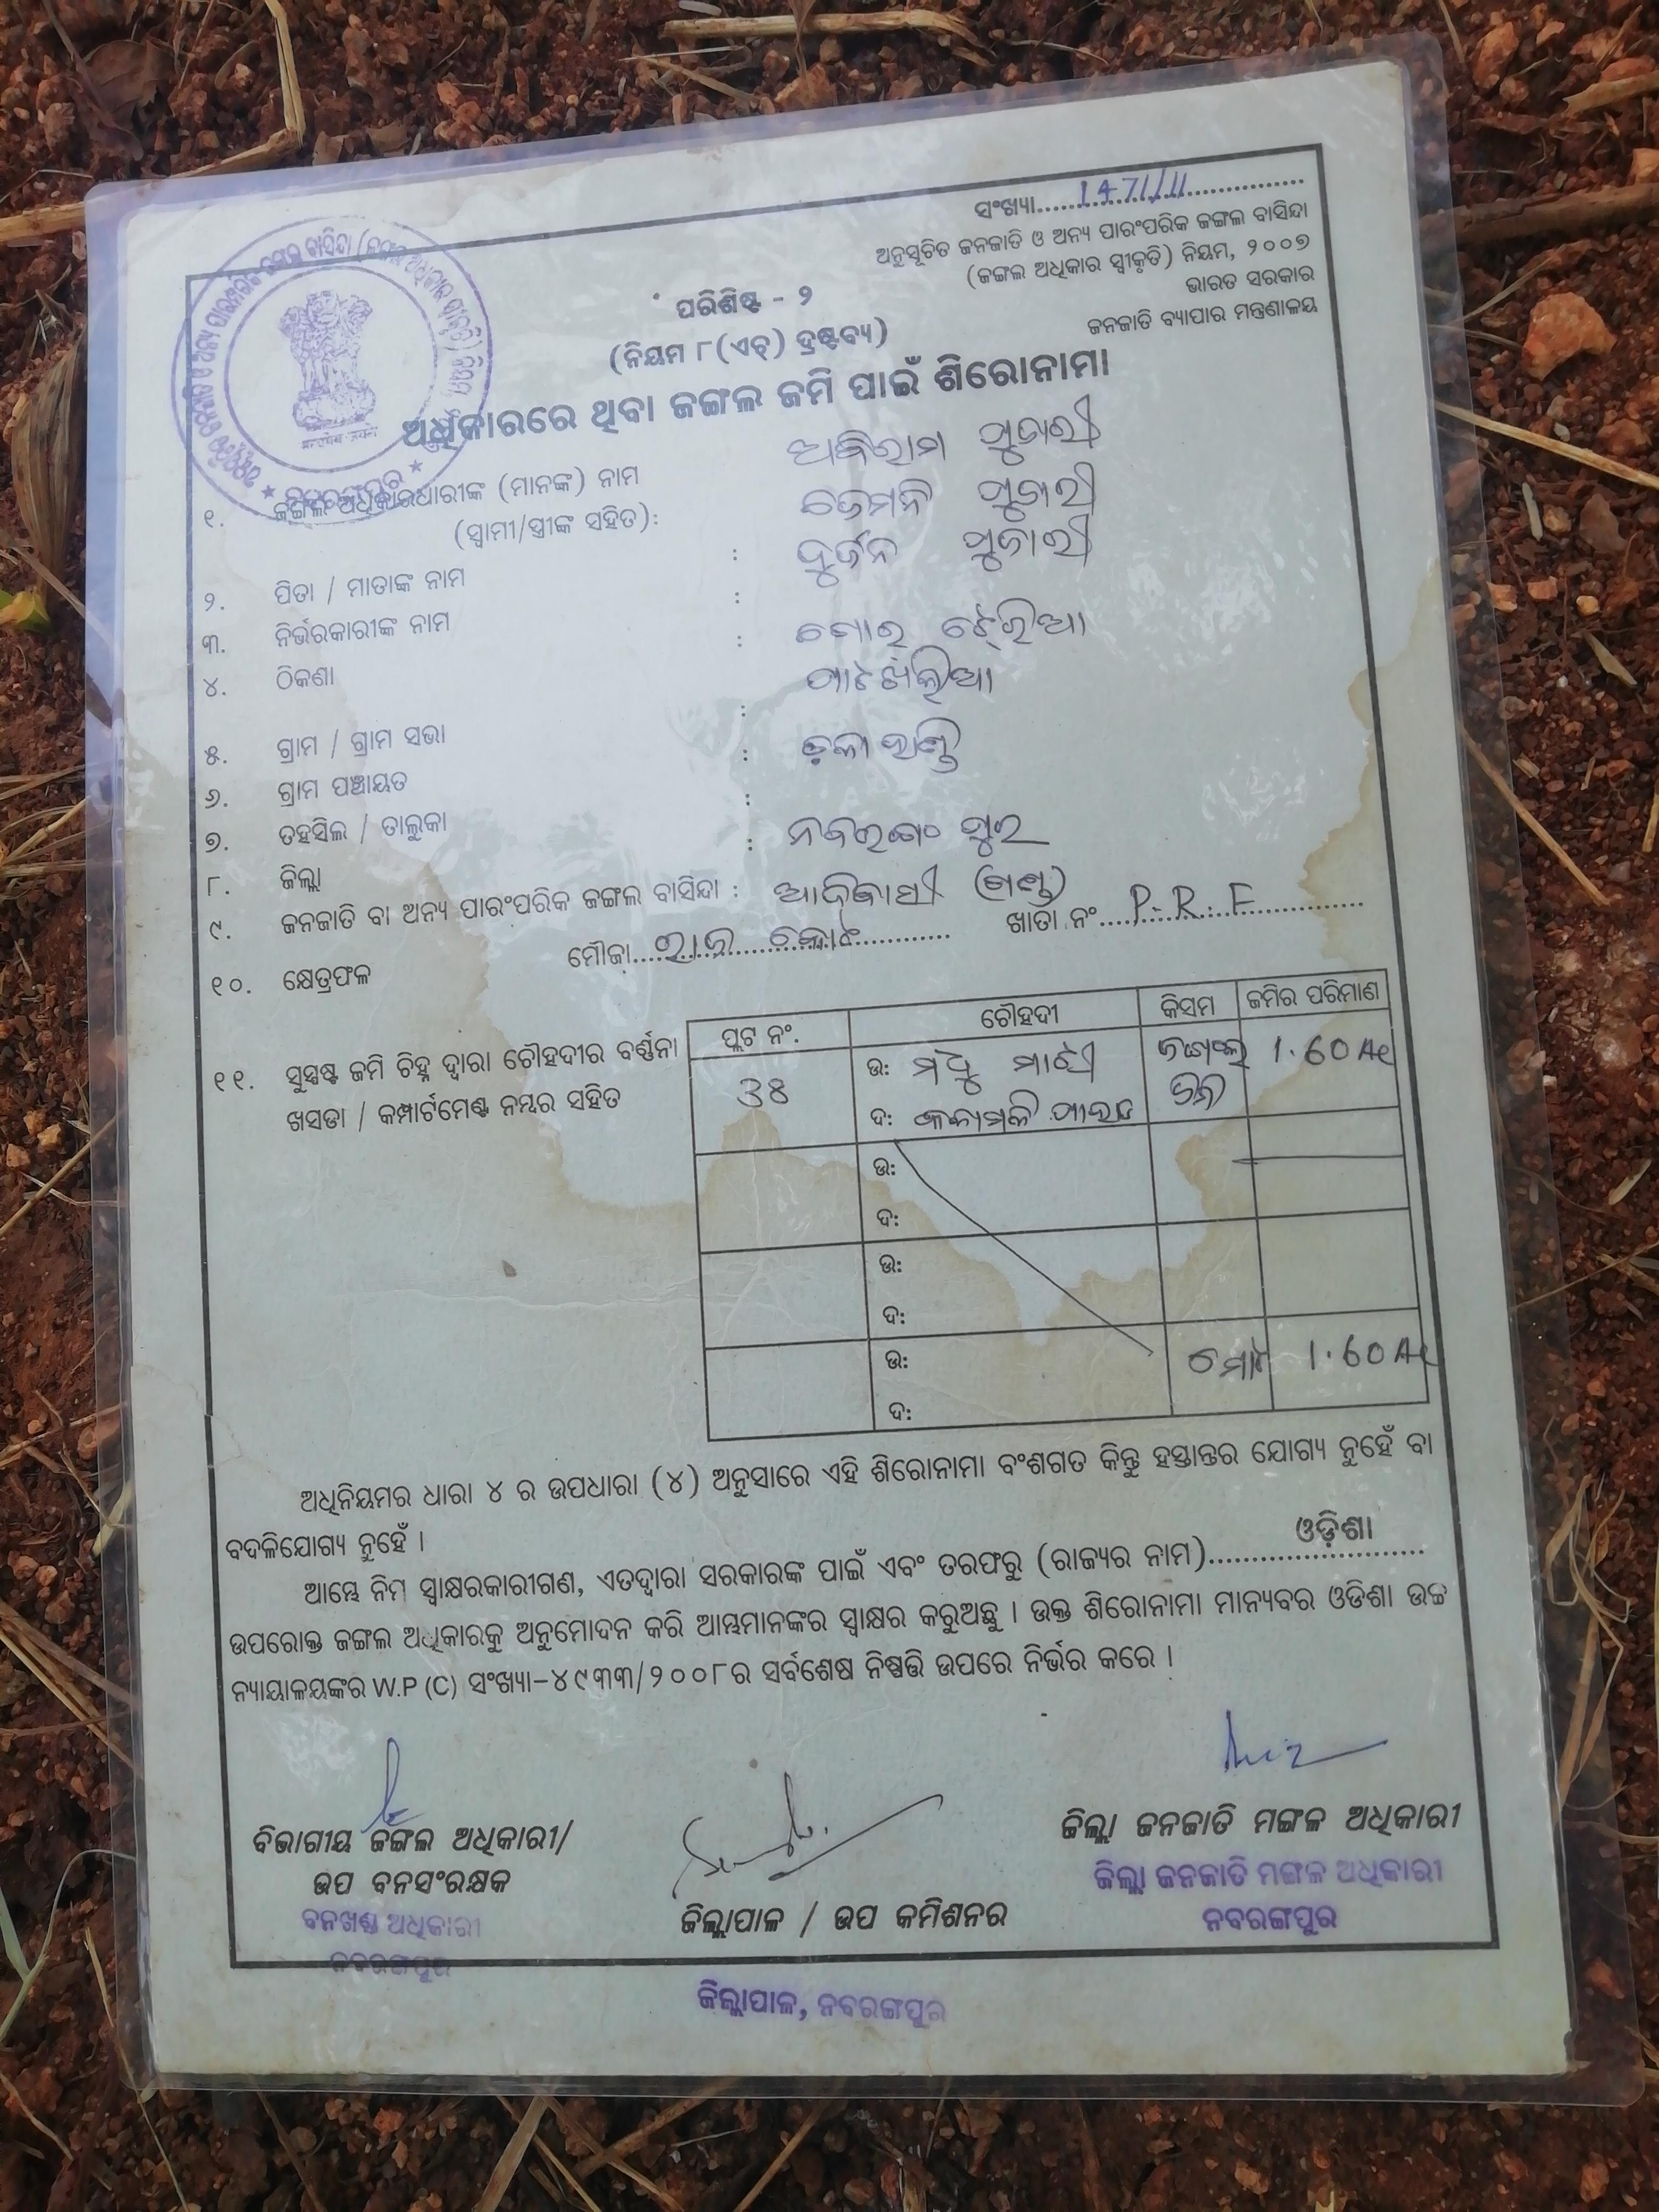 ସଂଖ୍ୟା............1471/11............
ଅନୁସୂଚିତ ଜନଜାତି ଓ ଅନ୍ୟ ପାରଂପରିକ ଜଙ୍ଗଲ ବାସିନ୍ଦା
(ଜଙ୍ଗଲ ଅଧିକାର ସ୍ୱୀକୃତି) ନିୟମ, ୨୦୦୭
ଭାରତ ସରକାର
ଜନଜାତି ବ୍ୟାପାର ମନ୍ତ୍ରଣାଳୟ
ପରିଶିଷ୍ଟ - ୨
(ନିୟମ ୮(ଏଚ୍) ଦ୍ରଷ୍ଟବ୍ୟ)
ଅଧିକାରରେ ଥିବା ଜଙ୍ଗଲ ଜମି ପାଇଁ ଶିରୋନାମା
୧. ଜଙ୍ଗଲ ଅଧିକାରଧାରୀଙ୍କ (ମାନଙ୍କ) ନାମ ପୁଜାରୀ
(ସ୍ୱାମୀ/ସ୍ତ୍ରୀଙ୍କ ସହିତ): ପୁଜାରୀ
୨. ପିତା / ମାତାଙ୍କ ନାମ : ଦୁର୍ଜନ ପୁଜାରୀ
୩. ନିର୍ଭରକାରୀଙ୍କ ନାମ :
୪. ଠିକଣା :
୫. ଗ୍ରାମ / ଗ୍ରାମ ସଭା :
୬. ଗ୍ରାମ ପଞ୍ଚାୟତ :
୭. ତହସିଲ / ତାଲୁକା :
୮. ଜିଲ୍ଲା : ନବରଙ୍ଗ ପୁର
୯. ଜନଜାତି ବା ଅନ୍ୟ ପାରଂପରିକ ଜଙ୍ଗଲ ବାସିନ୍ଦା : ଆଦିବାସୀ (ଗଣ୍ଡ)
୧୦. କ୍ଷେତ୍ରଫଳ ମୌଜା............ ଖାତା ନଂ....P.R.F............
୧୧. ସୁସ୍ପଷ୍ଟ ଜମି ଚିହ୍ନ ଦ୍ୱାରା ଚୌହଦୀର ବର୍ଣ୍ଣନା
ଖସଡା / କମ୍ପାର୍ଟମେଣ୍ଟ ନମ୍ବର ସହିତ
ପ୍ଲଟ ନଂ. ଚୌହଦୀ କିସମ ଜମିର ପରିମାଣ
ଉ: ମଧୁ ମାଝୀ 1.60 Ac
ଦ:
ଉ:
ଦ:
ଉ:
ଦ:
ଉ: ମୋଟ 1.60 Ac
ଦ:
ଅଧିନିୟମର ଧାରା ୪ ର ଉପଧାରା (୪) ଅନୁସାରେ ଏହି ଶିରୋନାମା ବଂଶଗତ କିନ୍ତୁ ହସ୍ତାନ୍ତର ଯୋଗ୍ୟ ନୁହେଁ ବା
ବଦଳିଯୋଗ୍ୟ ନୁହେଁ ।
ଆମ୍ଭେ ନିମ୍ନ ସ୍ୱାକ୍ଷରକାରୀଗଣ, ଏତଦ୍ୱାରା ସରକାରଙ୍କ ପାଇଁ ଏବଂ ତରଫରୁ (ରାଜ୍ୟର ନାମ)............ଓଡ଼ିଶା............
ଉପରୋକ୍ତ ଜଙ୍ଗଲ ଅଧିକାରକୁ ଅନୁମୋଦନ କରି ଆମ୍ଭମାନଙ୍କର ସ୍ୱାକ୍ଷର କରୁଅଛୁ । ଉକ୍ତ ଶିରୋନାମା ମାନ୍ୟବର ଓଡିଶା ଉଚ୍ଚ
ନ୍ୟାୟାଳୟଙ୍କର W.P (C) ସଂଖ୍ୟା-୪୯୩୩/୨୦୦୮ର ସର୍ବଶେଷ ନିଷ୍ପତ୍ତି ଉପରେ ନିର୍ଭର କରେ ।
ବିଭାଗୀୟ ଜଙ୍ଗଲ ଅଧିକାରୀ/
ଉପ ବନସଂରକ୍ଷକ
ବନଖଣ୍ଡ ଅଧିକାରୀ
ନବରଙ୍ଗପୁର
ଜିଲ୍ଲାପାଳ / ଉପ କମିଶନର
ଜିଲ୍ଲାପାଳ, ନବରଙ୍ଗପୁର
ଜିଲ୍ଲା ଜନଜାତି ମଙ୍ଗଳ ଅଧିକାରୀ
ଜିଲ୍ଲା ଜନଜାତି ମଙ୍ଗଳ ଅଧିକାରୀ
ନବରଙ୍ଗପୁର